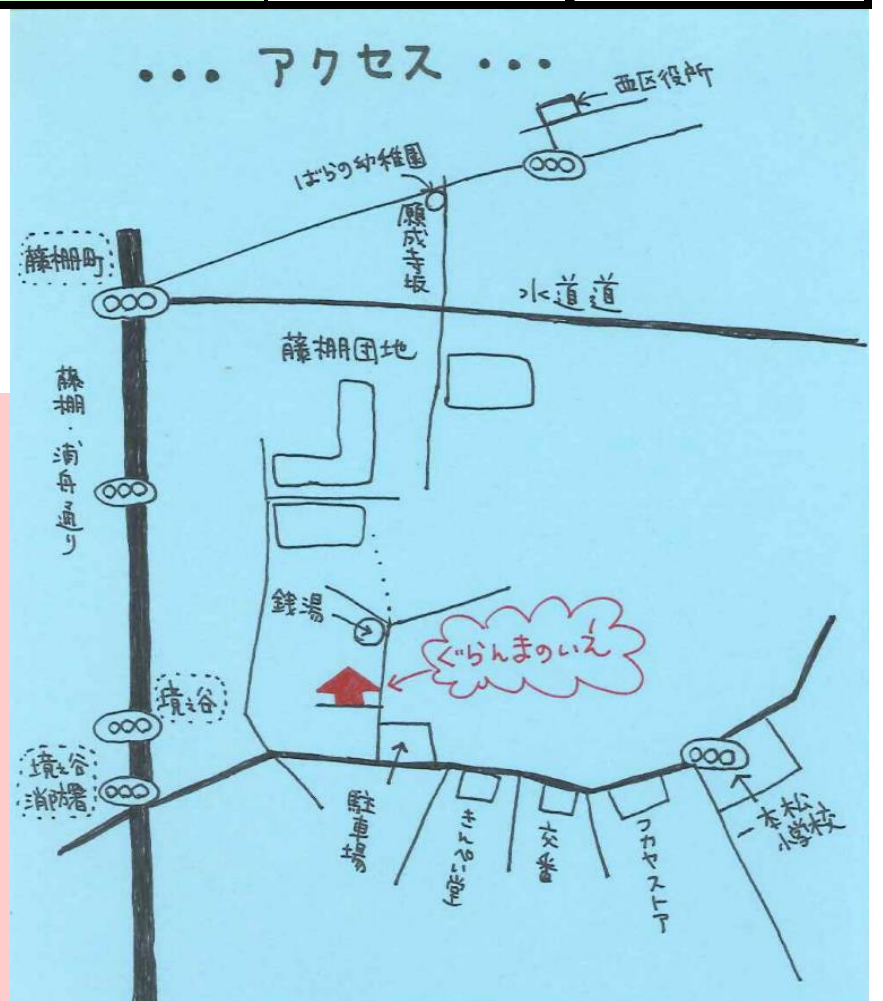 ••• アクセス •••
西区役所
ばらの幼稚園
願成寺坂
藤棚町
水道道
藤棚団地
藤棚・浦舟通り
銭湯
ぐらんまのいえ
境之谷
境之谷
消防署
駐車場
きんぺい堂
交番
フカヤストア
一本松
小学校